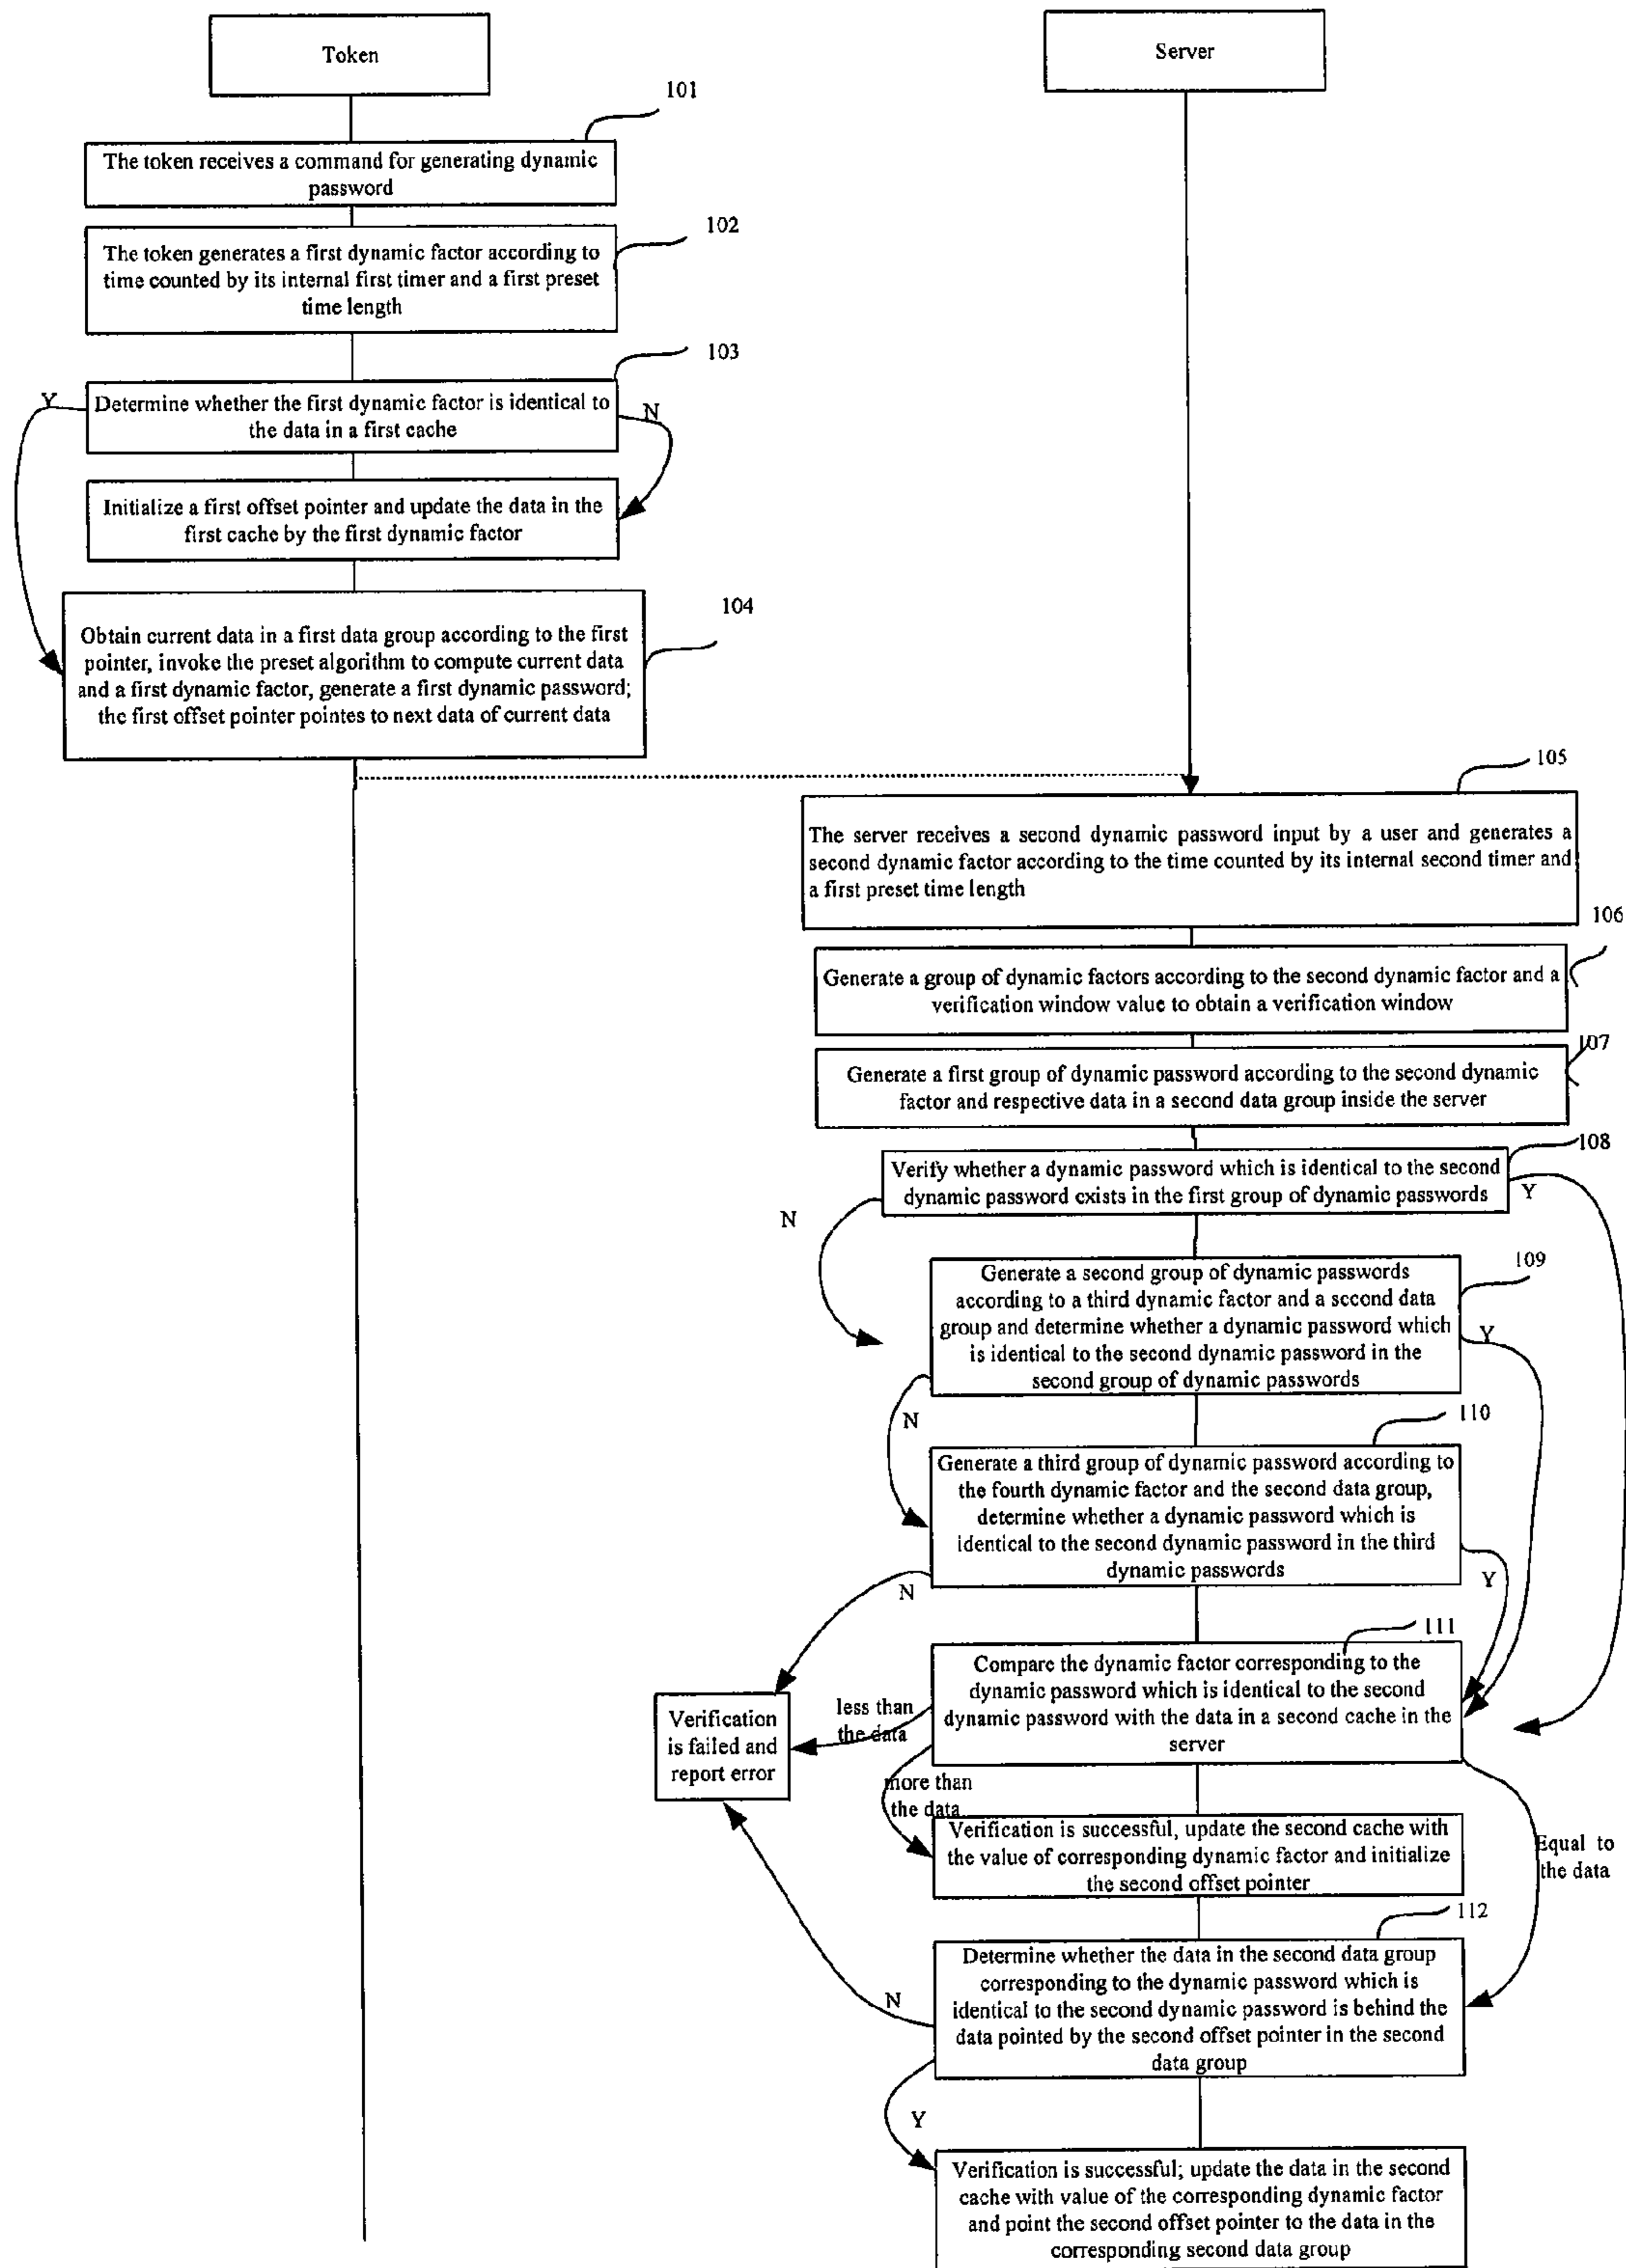 Token
Server
101
The token receives a command for generating dynamic
password
102
The token generates a first dynamic factor according to
time counted by its internal first timer and a first preset
time length
103
Y
Determine whether the first dynamic factor is identical to
the data in a first cache
N
Initialize a first offset pointer and update the data in the
first cache by the first dynamic factor
104
Obtain current data in a first data group according to the first
pointer, invoke the preset algorithm to compute current data
and a first dynamic factor, generate a first dynamic password;
the first offset pointer pointes to next data of current data
105
The server receives a second dynamic password input by a user and generates a
second dynamic factor according to the time counted by its internal second timer and
a first preset time length
106
Generate a group of dynamic factors according to the second dynamic factor and a
verification window value to obtain a verification window
107
Generate a first group of dynamic password according to the second dynamic
factor and respective data in a second data group inside the server
108
Verify whether a dynamic password which is identical to the second
dynamic password exists in the first group of dynamic passwords
Y
N
109
Generate a second group of dynamic passwords
according to a third dynamic factor and a second data
group and determine whether a dynamic password which
is identical to the second dynamic password in the
second group of dynamic passwords
Y
N
110
Generate a third group of dynamic password according to
the fourth dynamic factor and the second data group,
determine whether a dynamic password which is
identical to the second dynamic password in the third
dynamic passwords
Y
N
111
Compare the dynamic factor corresponding to the
dynamic password which is identical to the second
dynamic password with the data in a second cache in the
server
less than
the data
Verification
is failed and
report error
more than
the data
Verification is successful, update the second cache with
the value of corresponding dynamic factor and initialize
the second offset pointer
Equal to
the data
112
Determine whether the data in the second data group
corresponding to the dynamic password which is
identical to the second dynamic password is behind the
data pointed by the second offset pointer in the second
data group
N
Y
Verification is successful; update the data in the second
cache with value of the corresponding dynamic factor
and point the second offset pointer to the data in the
corresponding second data group